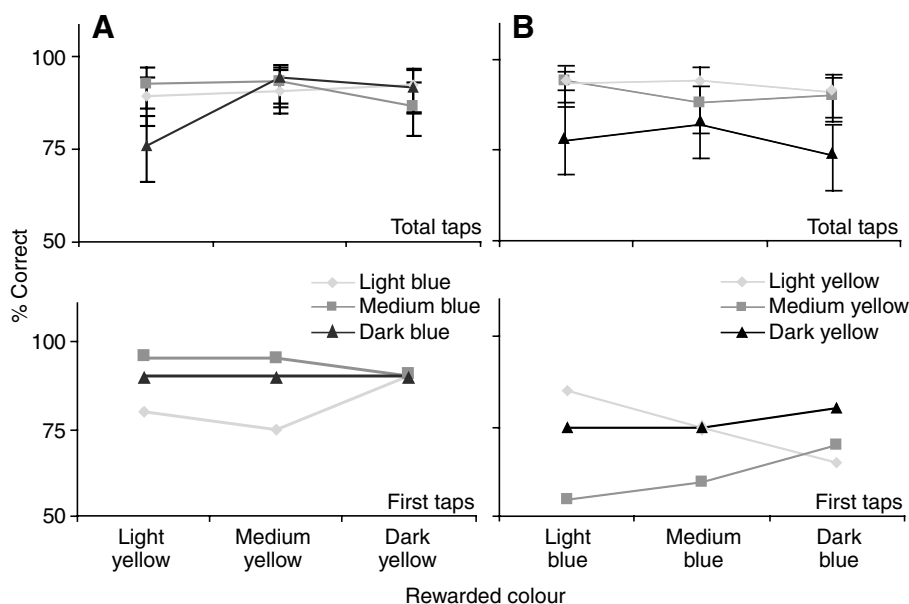 A
B
100
75
50
Total taps
Total taps
% Correct
Light blue
Medium blue
Dark blue
Light yellow
Medium yellow
Dark yellow
100
75
50
First taps
First taps
Light
yellow
Medium
yellow
Dark
yellow
Light
blue
Medium
blue
Dark
blue
Rewarded colour